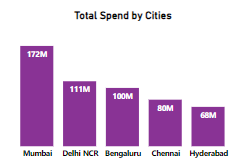 Total Spend by Cities
172M
111M
100M
80M
68M
Mumbai Delhi NCR Bengaluru Chennai Hyderabad